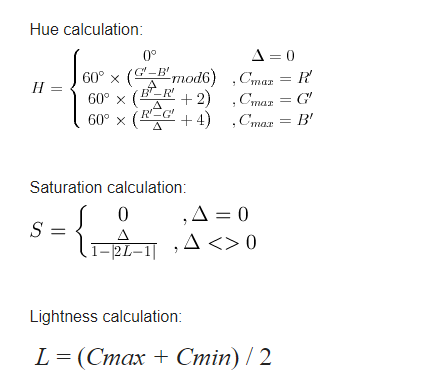 Hue calculation:
H = { 0° Δ = 0
60° × (G'−B'/Δ mod6) , Cmax = R'
60° × (B'−R'/Δ + 2) , Cmax = G'
60° × (R'−G'/Δ + 4) , Cmax = B'
Saturation calculation:
S = { 0 , Δ = 0
Δ/1−|2L−1| , Δ <> 0
Lightness calculation:
L = (Cmax + Cmin) / 2